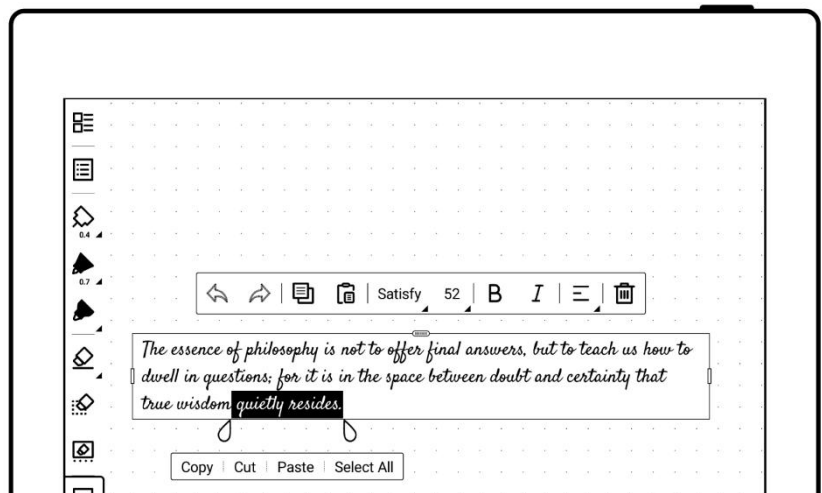 0.4
0.7
Satisfy 52 B I
The essence of philosophy is not to offer final answers, but to teach us how to
dwell in questions; for it is in the space between doubt and certainty that
true wisdom quietly resides.
Copy Cut Paste Select All